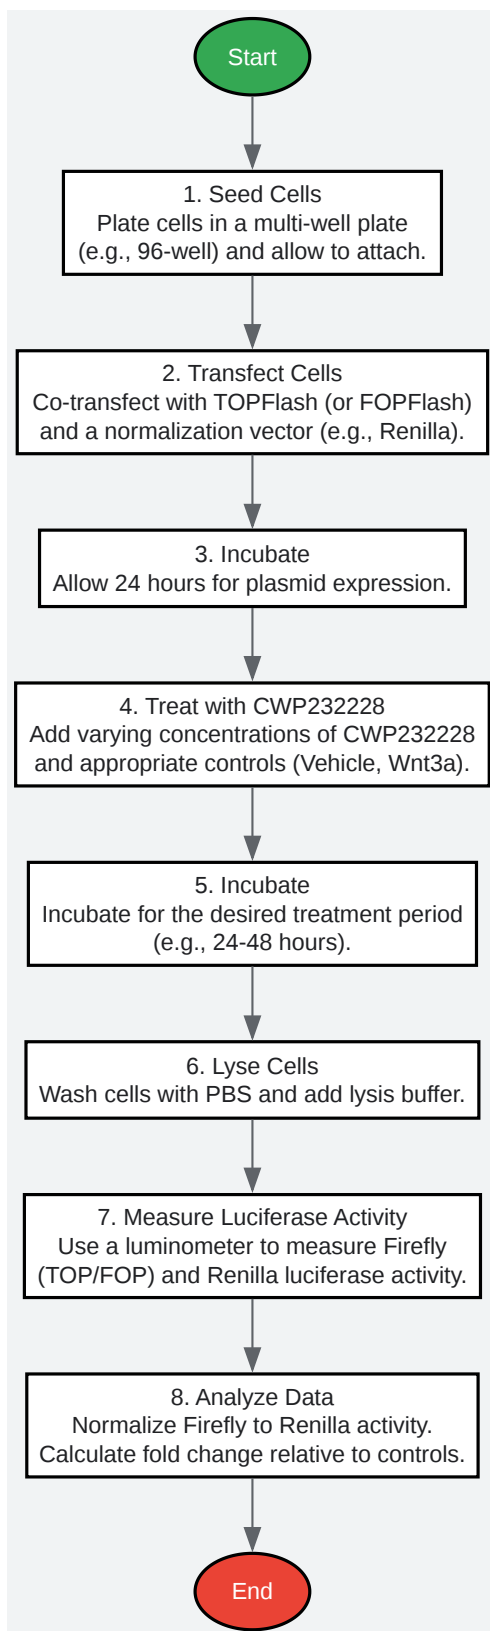 Start
1. Seed Cells
Plate cells in a multi-well plate
(e.g., 96-well) and allow to attach.
2. Transfect Cells
Co-transfect with TOPFlash (or FOPFlash)
and a normalization vector (e.g., Renilla).
3. Incubate
Allow 24 hours for plasmid expression.
4. Treat with CWP232228
Add varying concentrations of CWP232228
and appropriate controls (Vehicle, Wnt3a).
5. Incubate
Incubate for the desired treatment period
(e.g., 24-48 hours).
6. Lyse Cells
Wash cells with PBS and add lysis buffer.
7. Measure Luciferase Activity
Use a luminometer to measure Firefly
(TOP/FOP) and Renilla luciferase activity.
8. Analyze Data
Normalize Firefly to Renilla activity.
Calculate fold change relative to controls.
End